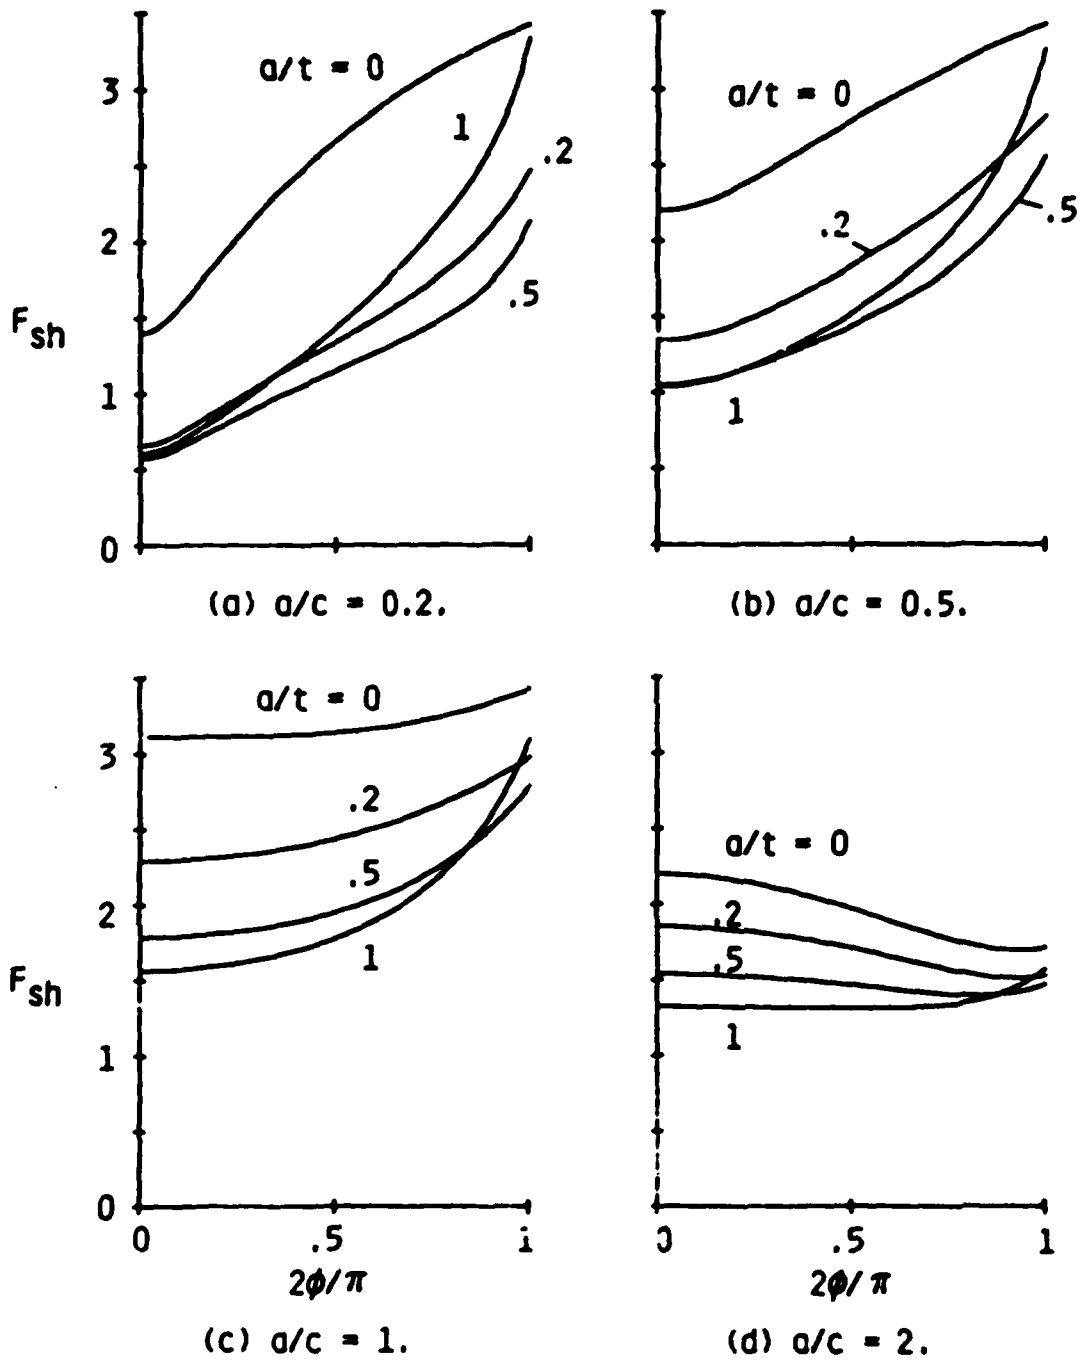 a/t = 0
3
1
.2
2
.5
F_sh
1
0
(a) a/c = 0.2.
a/t = 0
.2
.5
1
(b) a/c = 0.5.
a/t = 0
3
.2
.5
2
1
F_sh
1
0
0
.5
1
2ϕ/π
(c) a/c = 1.
a/t = 0
.2
.5
1
.5
1
2ϕ/π
(d) a/c = 2.